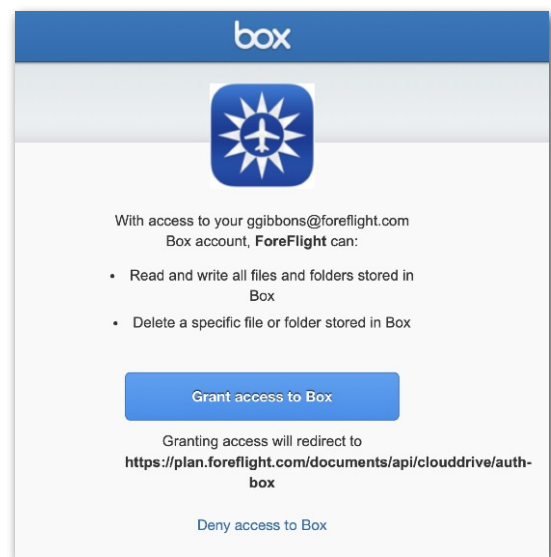 box
With access to your ggibbons@foreflight.com
Box account, ForeFlight can:
• Read and write all files and folders stored in
Box
• Delete a specific file or folder stored in Box
Grant access to Box
Granting access will redirect to
https://plan.foreflight.com/documents/api/clouddrive/auth-
box
Deny access to Box